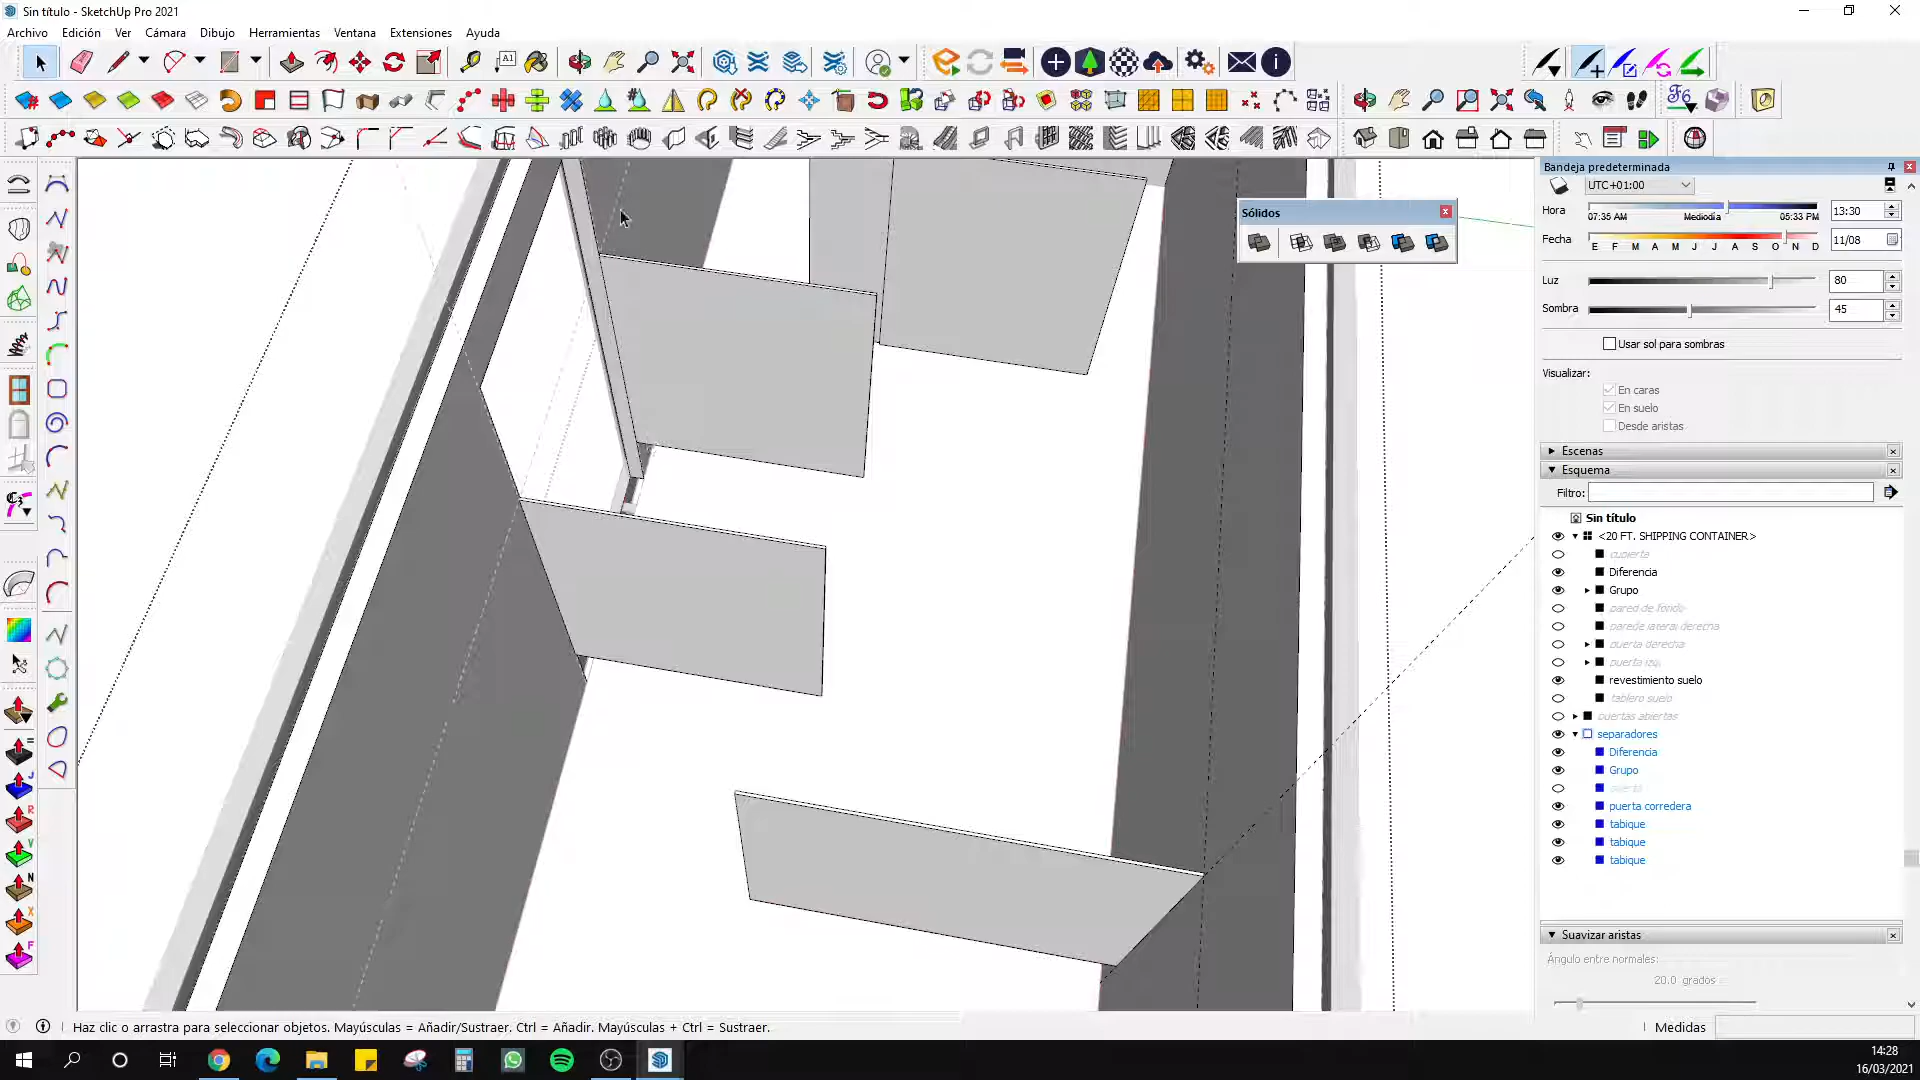 Sin título - SketchUp Pro 2021
Archivo Edición Ver Cámara Dibujo Herramientas Ventana Extensiones Ayuda
Bandeja predeterminada
UTC+01:00
Hora 07:35 AM Mediodía 05:33 PM 13:30
Fecha E F M A M J J A S O N D 11/08
Sólidos
Luz 80
Sombra 45
Usar sol para sombras
Visualizar:
En caras
En suelo
Desde aristas
Escenas
Esquema
Filtro:
Sin título
<20 FT. SHIPPING CONTAINER>
cubierta
Diferencia
Grupo
pared de fondo
parede lateral derecha
puerta derecha
puerta izq.
revestimiento suelo
tablero suelo
puertas abiertas
separadores
Diferencia
Grupo
puerta
puerta corredera
tabique
tabique
tabique
Suavizar aristas
Ángulo entre normales:
20.0 grados
Haz clic o arrastra para seleccionar objetos. Mayúsculas = Añadir/Sustraer. Ctrl = Añadir. Mayúsculas + Ctrl = Sustraer.
Medidas
14:28
16/03/2021